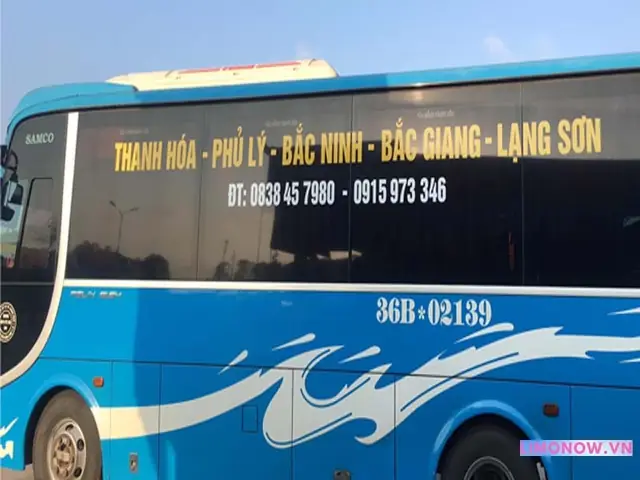 SAMCO
THANH HÓA - PHỦ LÝ - BẮC NINH - BẮC GIANG - LẠNG SƠN
ĐT: 0838 45 7980 - 0915 973 346
36B*02139
LIMONOW.VN